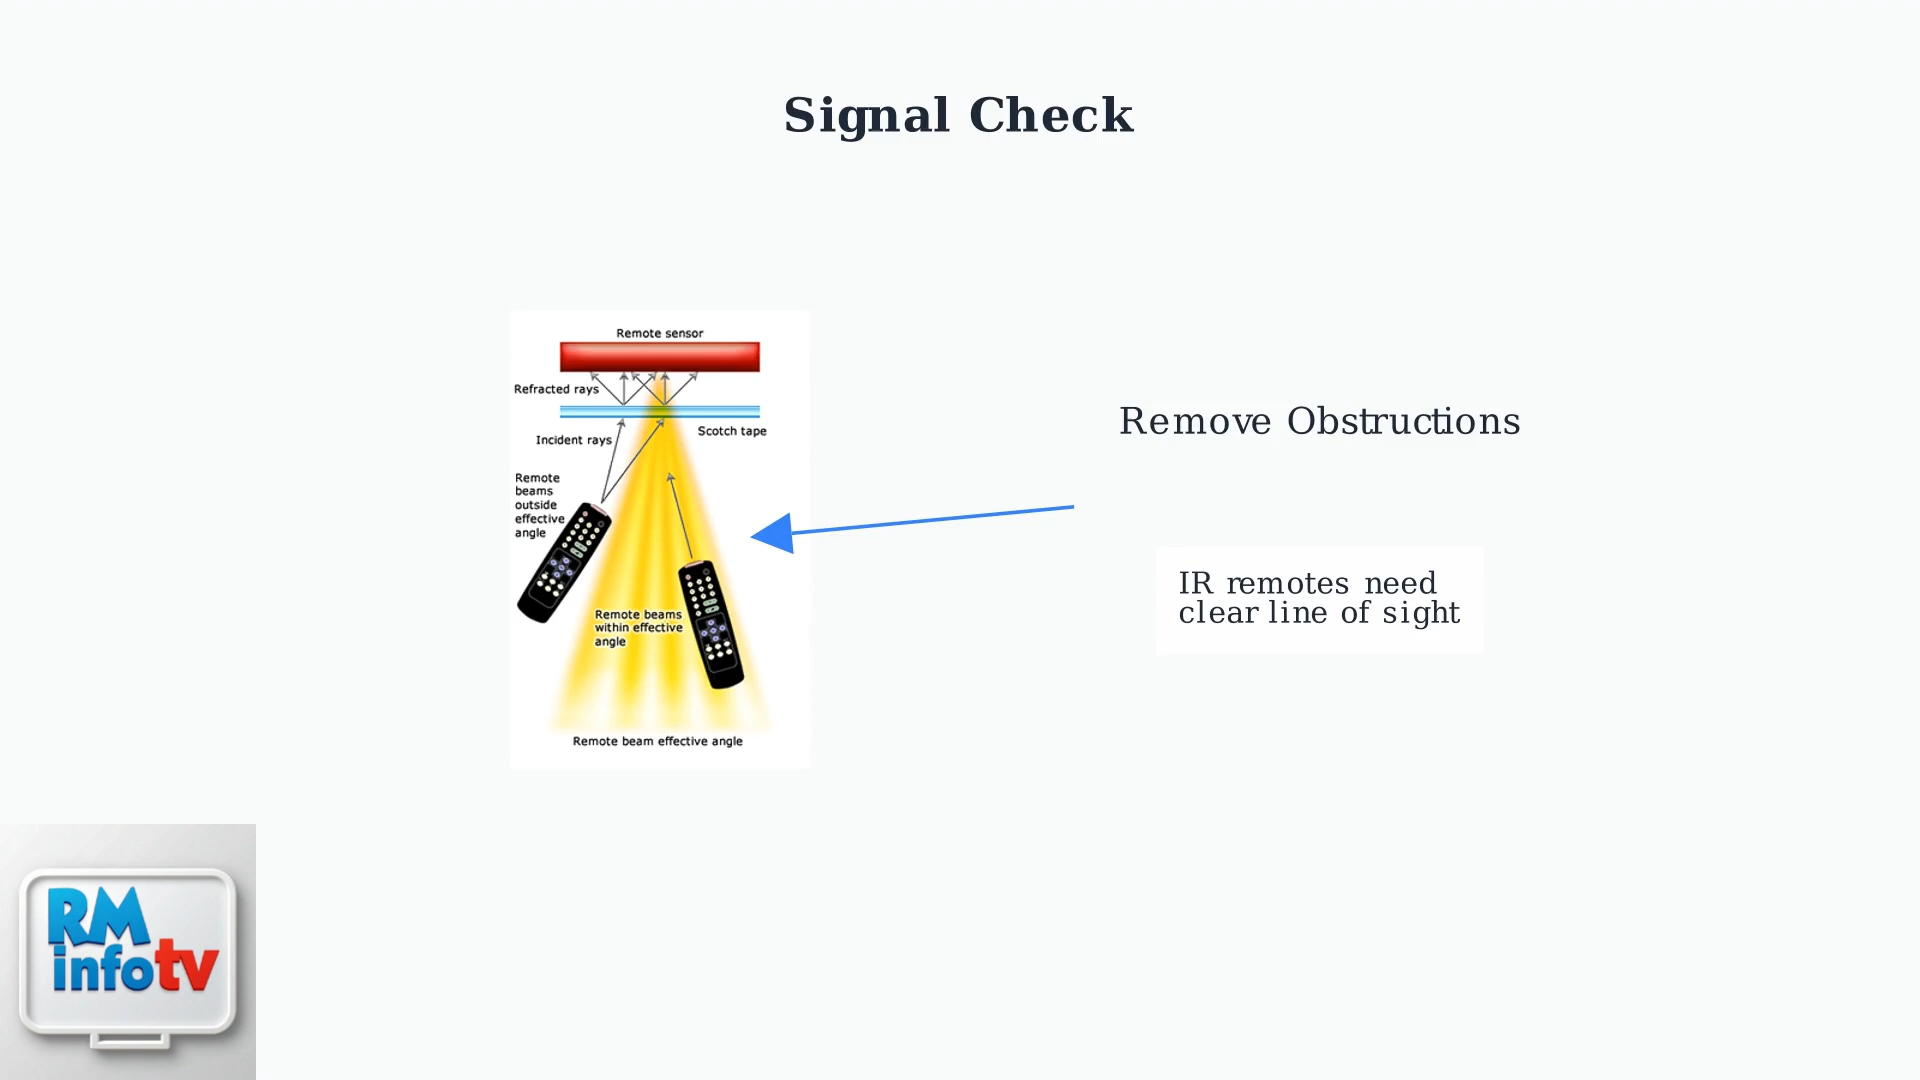 Signal Check
Remote sensor
Refracted rays
Scotch tape
Incident rays
Remote
beams
outside
effective
angle
Remote beams
within effective
angle
Remote beam effective angle
Remove Obstructions
IR remotes need
clear line of sight
RM
infotv